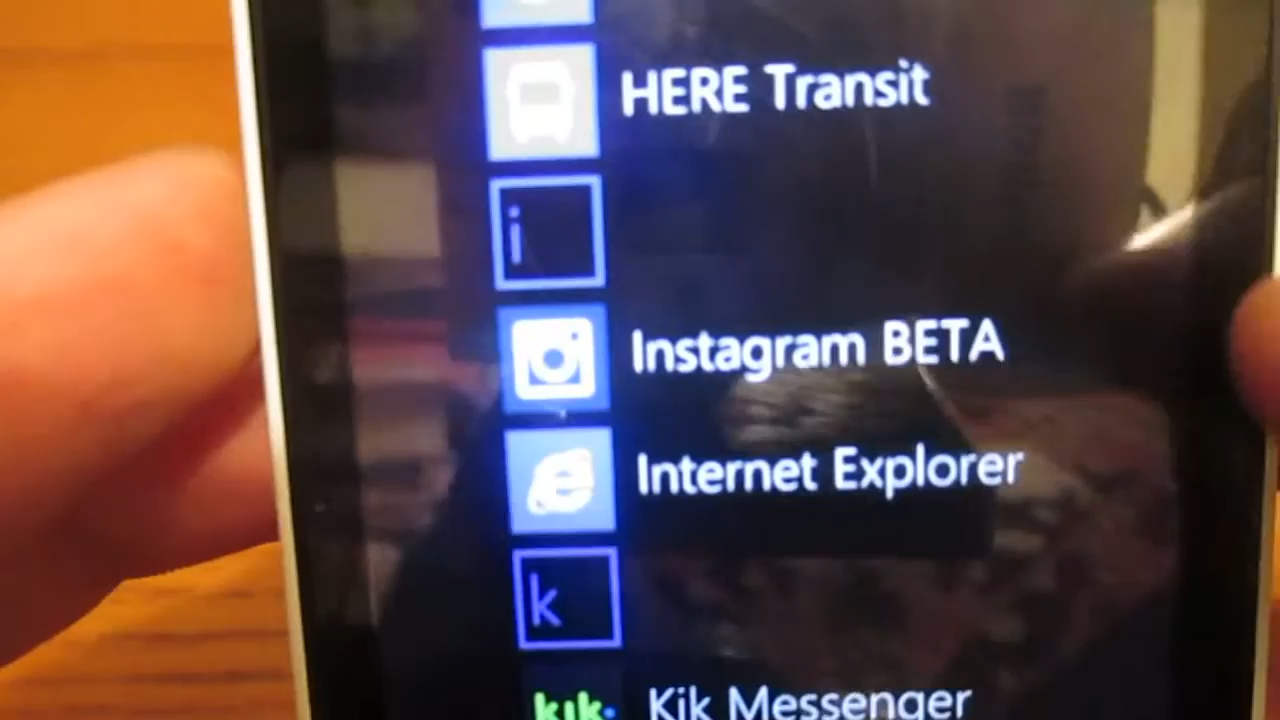 HERE Transit
i
Instagram BETA
Internet Explorer
k
kik Kik Messenger